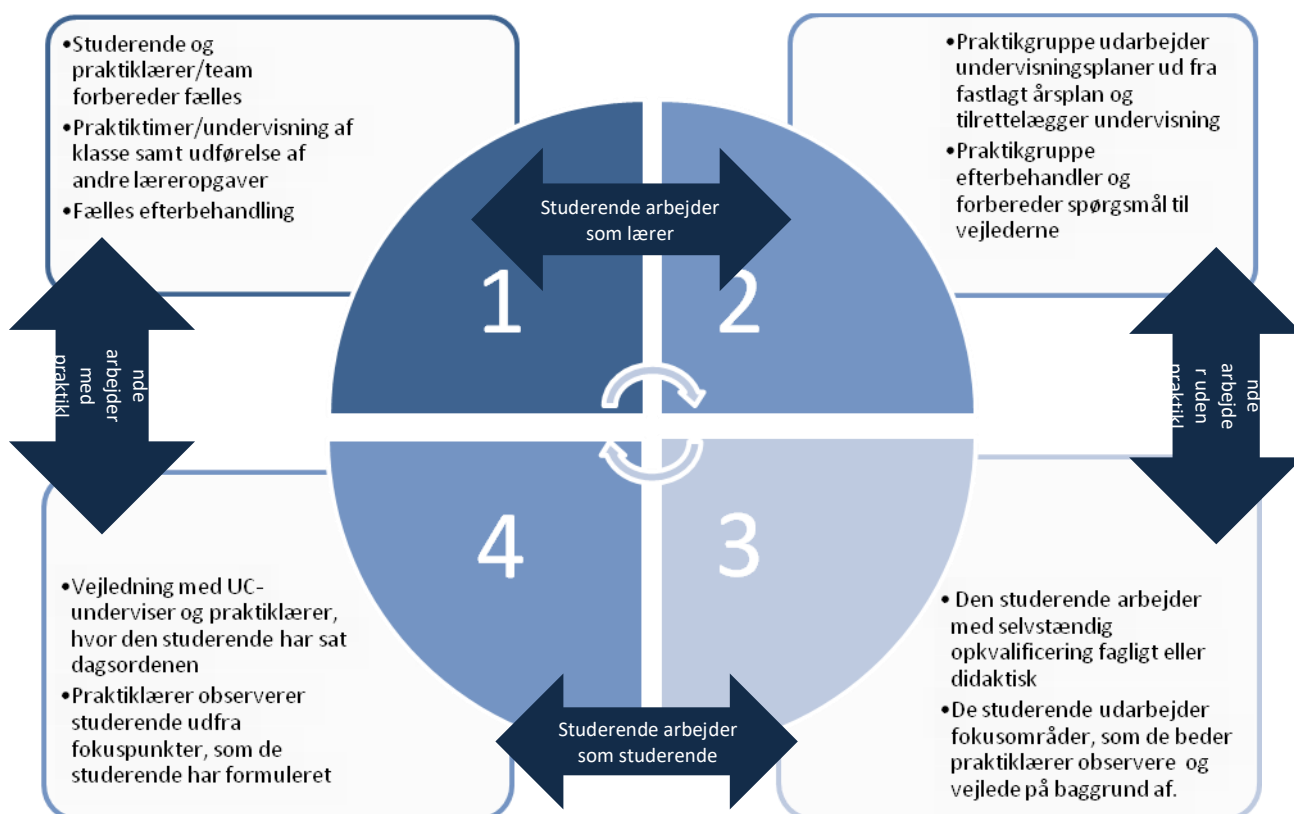 •Studerende og
praktiklærer/team
forbereder fælles
•Praktiktimer/undervisning af
klasse samt udførelse af
andre læreropgaver
•Fælles efterbehandling
•Praktikgruppe udarbejder
undervisningsplaner ud fra
fastlagt årsplan og
tilrettelægger undervisning
•Praktikgruppe
efterbehandler og
forbereder spørgsmål til
vejlederne
Studerende arbejder
som lærer
1
2
nde
arbejder
med
praktikl
nde
arbejde
r uden
praktikl
4
3
•Vejledning med UC-
underviser og praktiklærer,
hvor den studerende har sat
dagsordenen
•Praktiklærer observerer
studerende udfra
fokuspunkter, som de
studerende har formuleret
• Den studerende arbejder
med selvstændig
opkvalificering fagligt eller
didaktisk
•De studerende udarbejder
fokusområder, som de beder
praktiklærer observere og
vejlede på baggrund af.
Studerende arbejder
som studerende